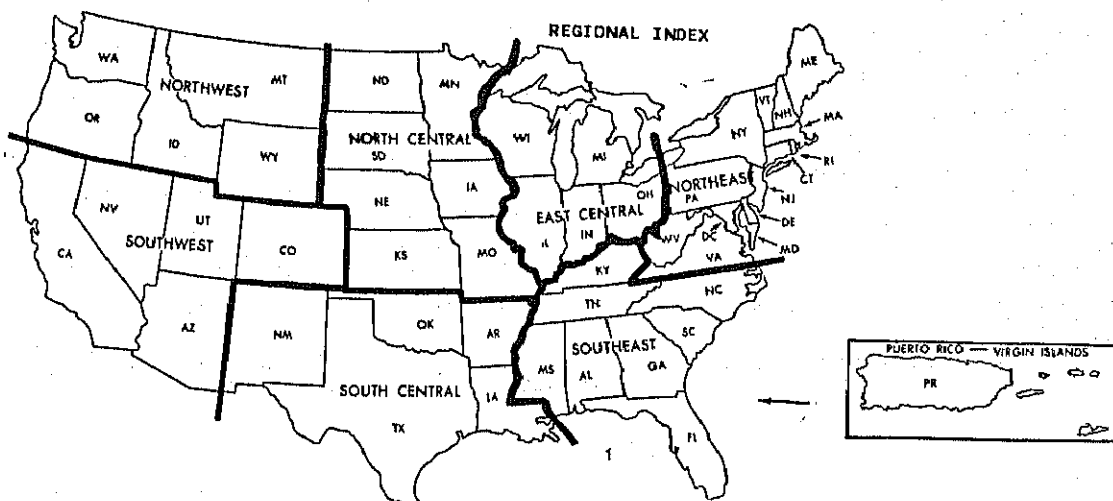 REGIONAL INDEX
WA
MT
ND
MN
ME
NORTHWEST
VT
NH
OR
NORTH CENTRAL
WI
NY
MA
ID
WY
SD
MI
RI
CT
IA
OH
NORTHEAST
NV
UT
NE
EAST CENTRAL
PA
NJ
IL
IN
DE
SOUTHWEST
CO
KS
MO
WV
DC
MD
CA
KY
VA
AZ
NM
OK
AR
TN
NC
SC
SOUTHEAST
MS
AL
GA
SOUTH CENTRAL
LA
TX
FL
1
PUERTO RICO — VIRGIN ISLANDS
PR